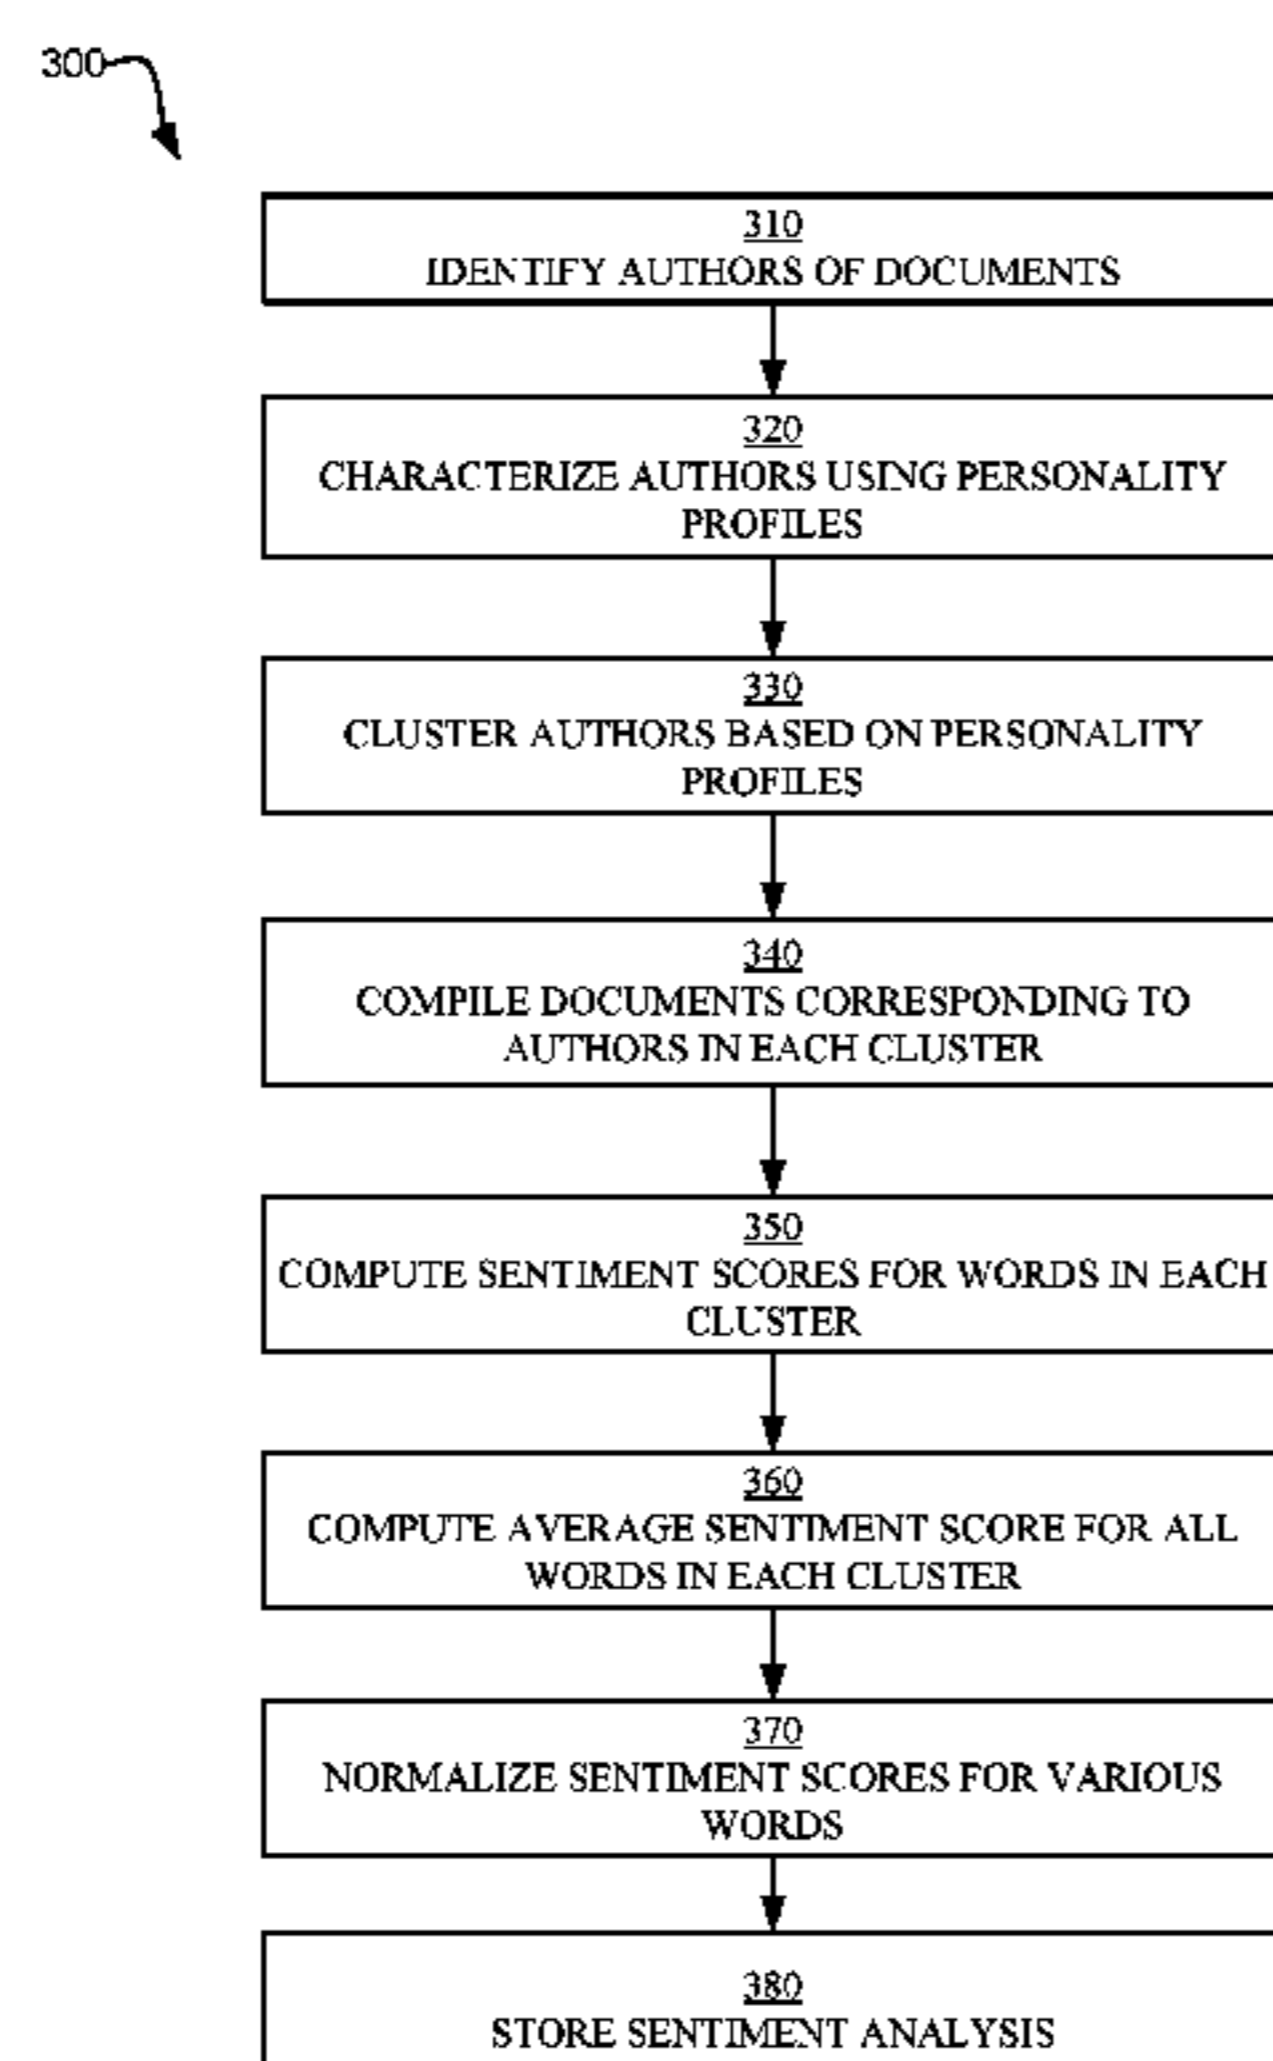 300
310
IDENTIFY AUTHORS OF DOCUMENTS
320
CHARACTERIZE AUTHORS USING PERSONALITY
PROFILES
330
CLUSTER AUTHORS BASED ON PERSONALITY
PROFILES
340
COMPILE DOCUMENTS CORRESPONDING TO
AUTHORS IN EACH CLUSTER
350
COMPUTE SENTIMENT SCORES FOR WORDS IN EACH
CLUSTER
360
COMPUTE AVERAGE SENTIMENT SCORE FOR ALL
WORDS IN EACH CLUSTER
370
NORMALIZE SENTIMENT SCORES FOR VARIOUS
WORDS
380
STORE SENTIMENT ANALYSIS